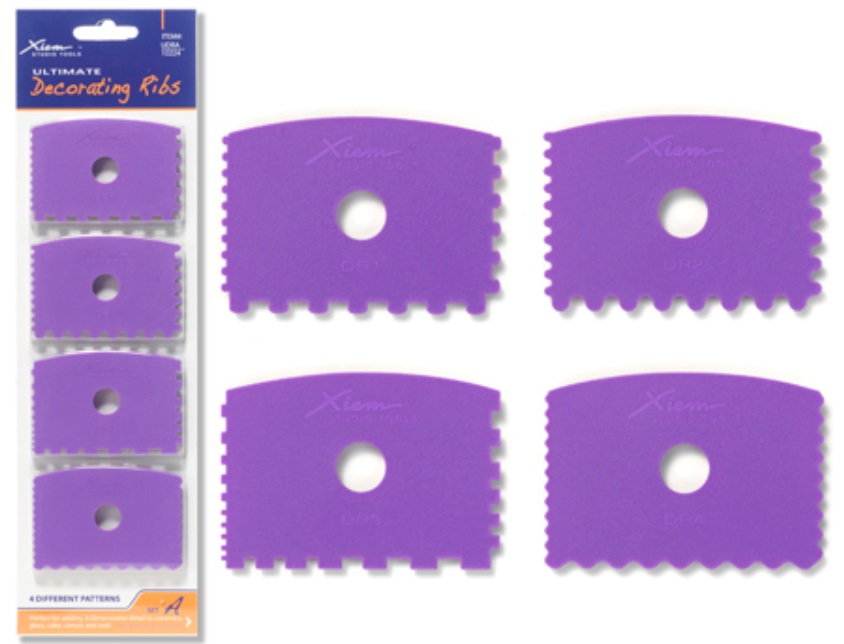 Xiem
STUDIO TOOLS
ITEM#
ULTIMATE
Decorating Ribs
4 DIFFERENT PATTERNS
SET A
Xiem
STUDIO TOOLS
DR1
Xiem
STUDIO TOOLS
DR2
Xiem
STUDIO TOOLS
DR3
Xiem
STUDIO TOOLS
DR4